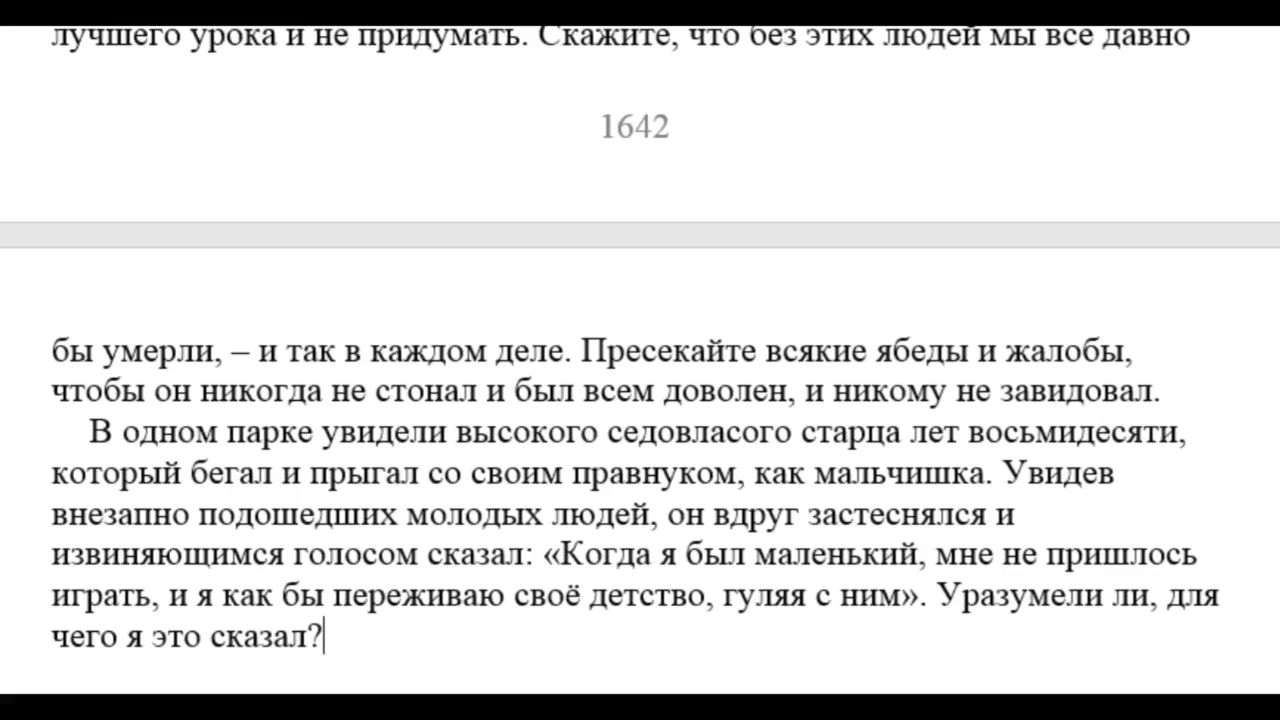 лучшего урока и не придумать. Скажите, что без этих людей мы все давно
1642
бы умерли, – и так в каждом деле. Пресекайте всякие ябеды и жалобы,
чтобы он никогда не стонал и был всем доволен, и никому не завидовал.
В одном парке увидели высокого седовласого старца лет восьмидесяти,
который бегал и прыгал со своим правнуком, как мальчишка. Увидев
внезапно подошедших молодых людей, он вдруг застеснялся и
извиняющимся голосом сказал: «Когда я был маленький, мне не пришлось
играть, и я как бы переживаю своё детство, гуляя с ним». Уразумели ли, для
чего я это сказал?